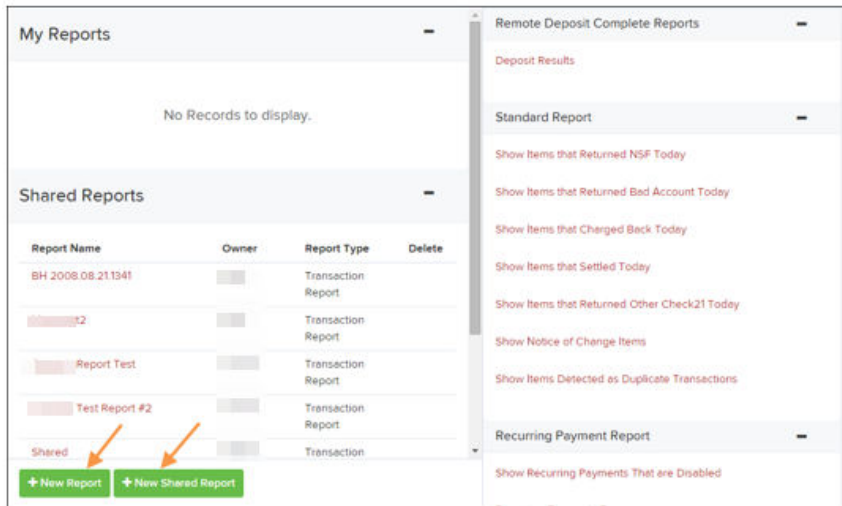 My Reports
No Records to display.
Shared Reports
Report Name Owner Report Type Delete
BH 2008.08.21.1341 Transaction
Report
t2 Transaction
Report
Report Test Transaction
Report
Test Report #2 Transaction
Report
Shared Transaction
+ New Report + New Shared Report
Remote Deposit Complete Reports
Deposit Results
Standard Report
Show Items that Returned NSF Today
Show Items that Returned Bad Account Today
Show Items that Charged Back Today
Show Items that Settled Today
Show Items that Returned Other Check21 Today
Show Notice of Change Items
Show Items Detected as Duplicate Transactions
Recurring Payment Report
Show Recurring Payments That are Disabled